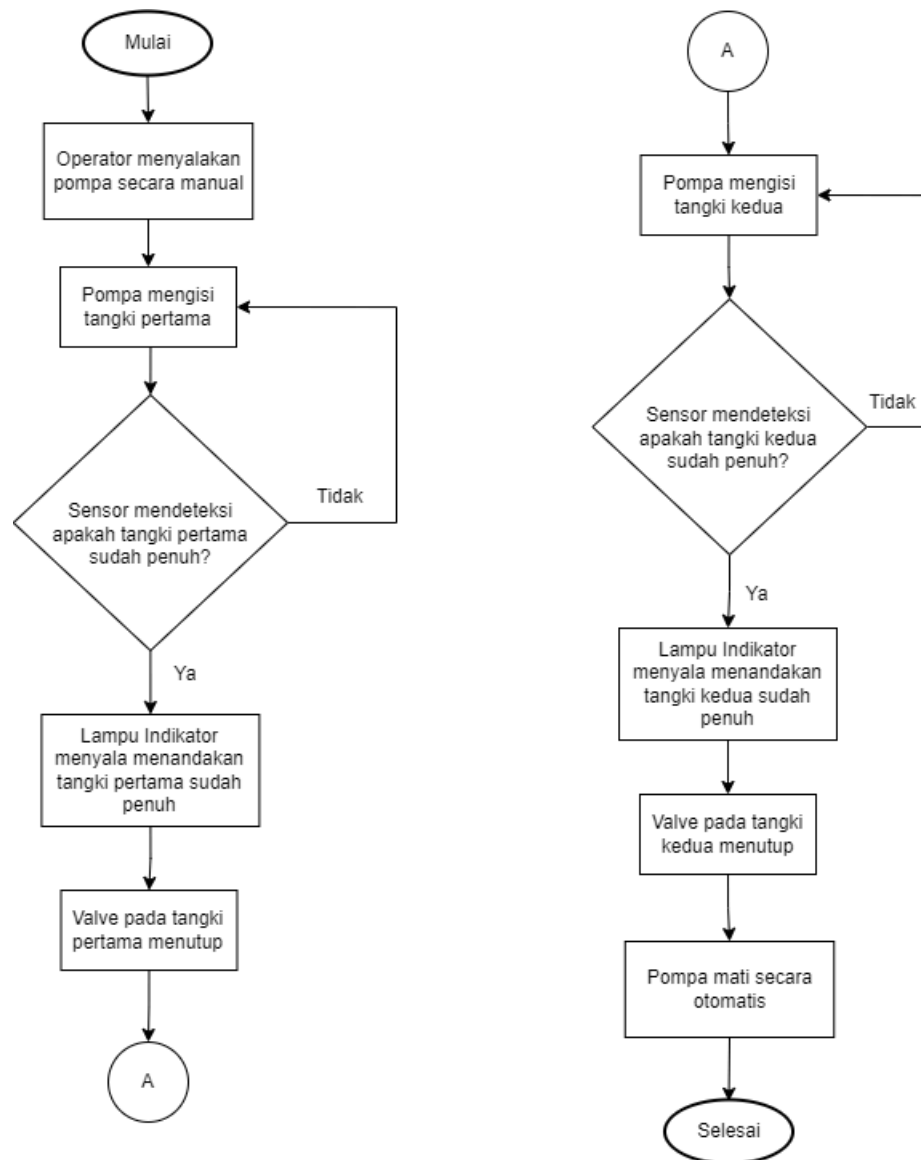 Mulai
Operator menyalakan
pompa secara manual
Pompa mengisi
tangki pertama
Sensor mendeteksi
apakah tangki pertama
sudah penuh?
Tidak
Ya
Lampu Indikator
menyala menandakan
tangki pertama sudah
penuh
Valve pada tangki
pertama menutup
A
A
Pompa mengisi
tangki kedua
Sensor mendeteksi
apakah tangki kedua
sudah penuh?
Tidak
Ya
Lampu Indikator
menyala menandakan
tangki kedua sudah
penuh
Valve pada tangki
kedua menutup
Pompa mati secara
otomatis
Selesai